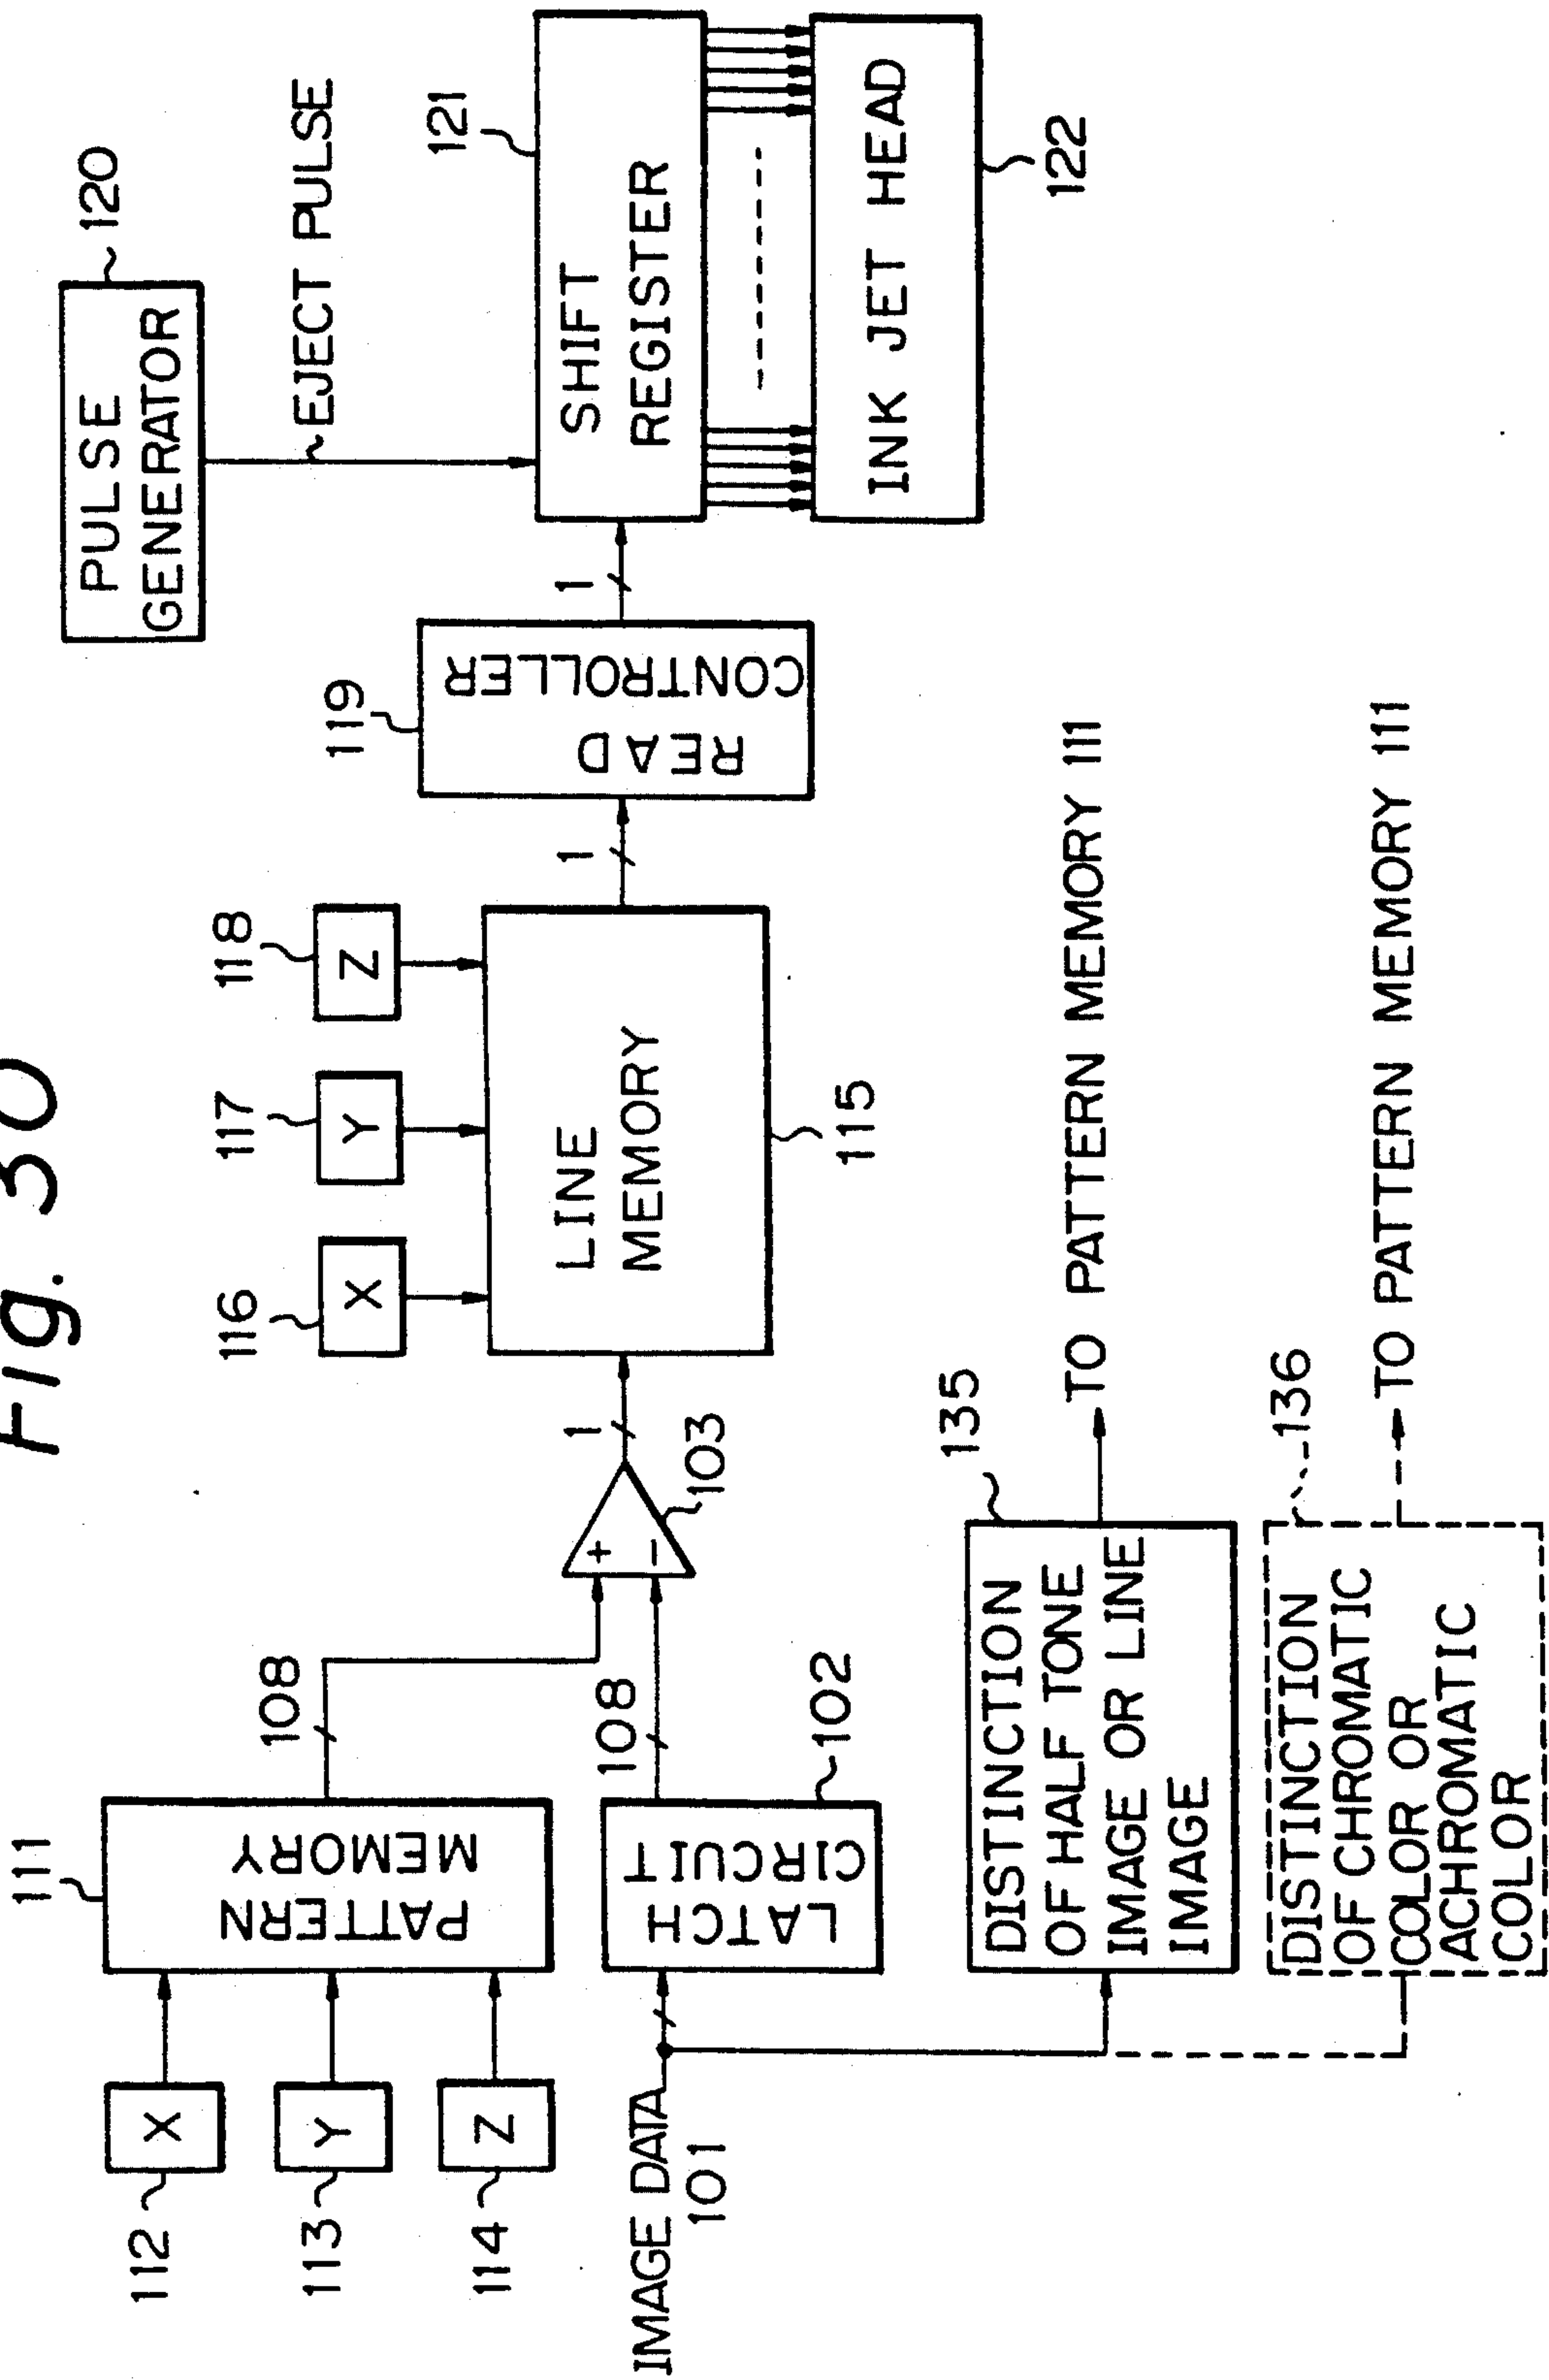 Fig. 30
112
X
113
Y
114
Z
111
PATTERN
MEMORY
108
IMAGE DATA
101
LATCH
CIRCUIT
102
108
+
−
103
1
116
X
117
Y
118
Z
LINE
MEMORY
115
1
119
READ
CONTROLLER
1
PULSE
GENERATOR
120
EJECT PULSE
121
SHIFT
REGISTER
INK JET HEAD
122
135
DISTINCTION
OF HALF TONE
IMAGE OR LINE
IMAGE
TO PATTERN MEMORY 111
136
DISTINCTION
OF CHROMATIC
COLOR OR
ACHROMATIC
COLOR
TO PATTERN MEMORY 111